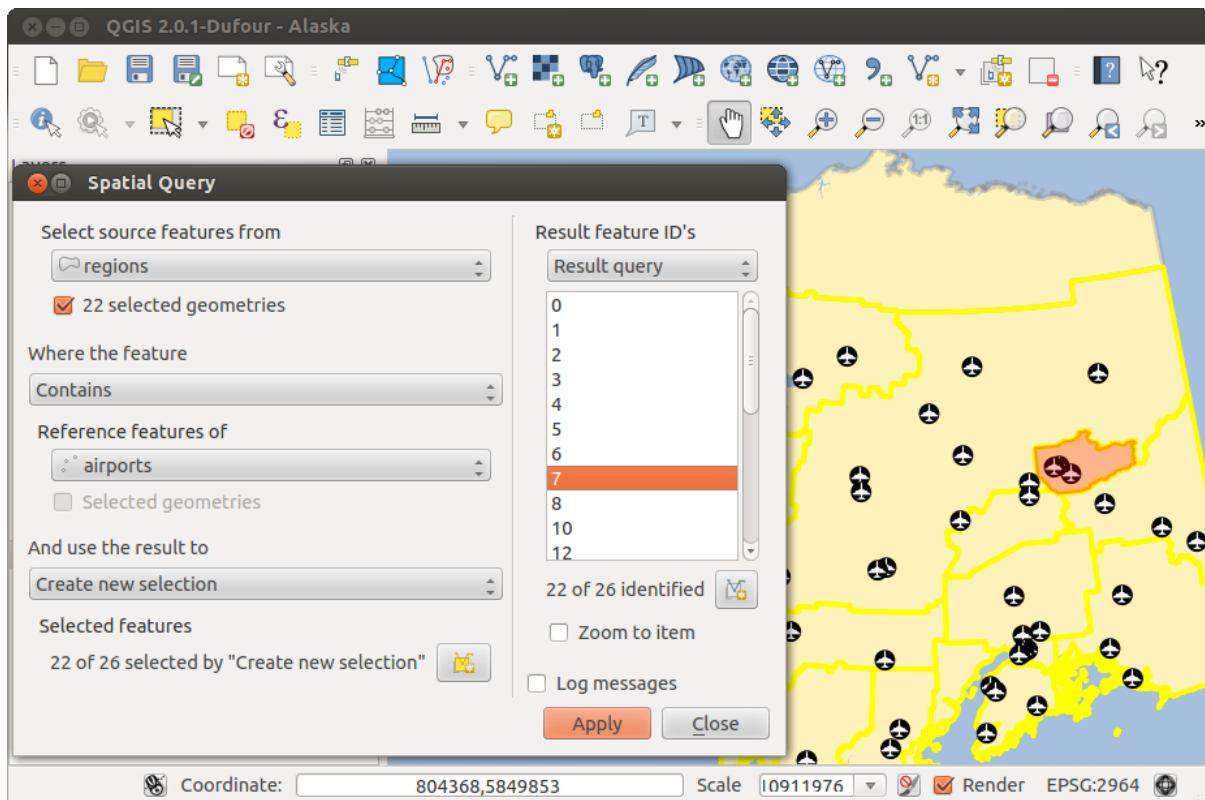 QGIS 2.0.1-Dufour - Alaska
T
1:1
»
Layers
Spatial Query
Select source features from
regions
22 selected geometries
Where the feature
Contains
Reference features of
airports
Selected geometries
And use the result to
Create new selection
Selected features
22 of 26 selected by "Create new selection"
Result feature ID's
Result query
0
1
2
3
4
5
6
7
8
10
12
22 of 26 identified
Zoom to item
Log messages
Apply
Close
Coordinate: 804368,5849853 Scale 10911976 Render EPSG:2964